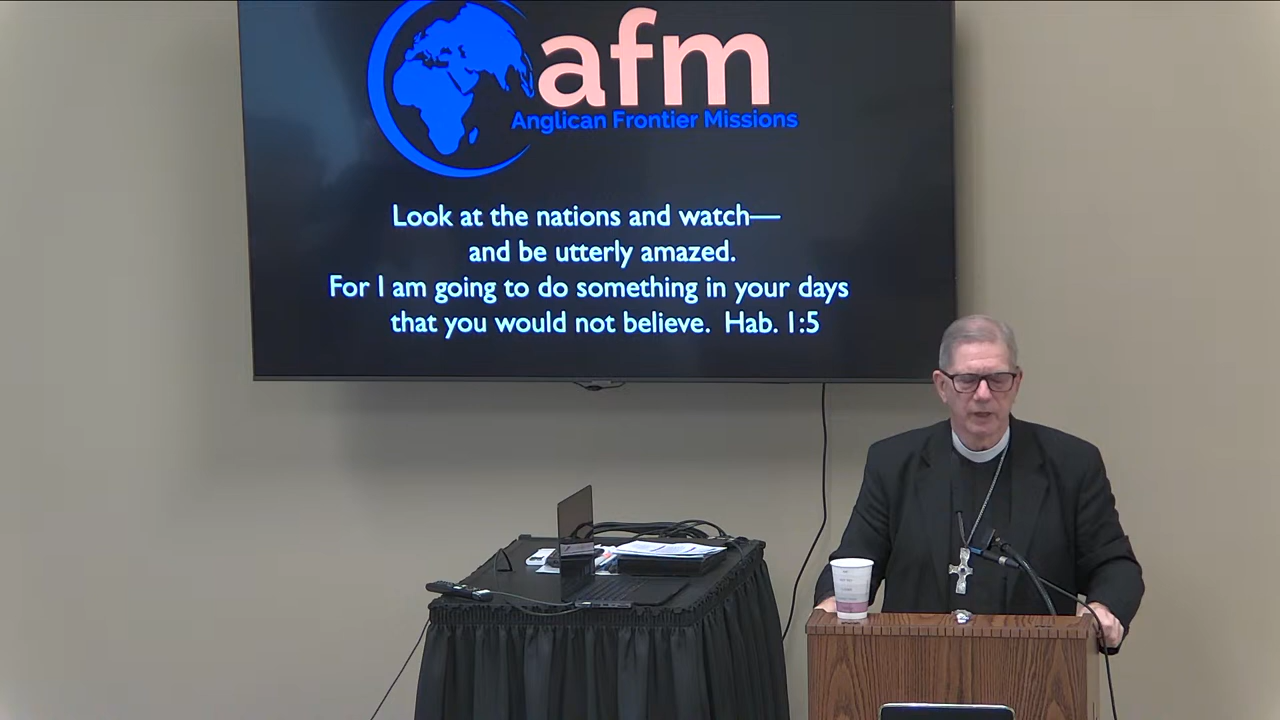 afm
Anglican Frontier Missions
Look at the nations and watch—
and be utterly amazed.
For I am going to do something in your days
that you would not believe.  Hab. 1:5